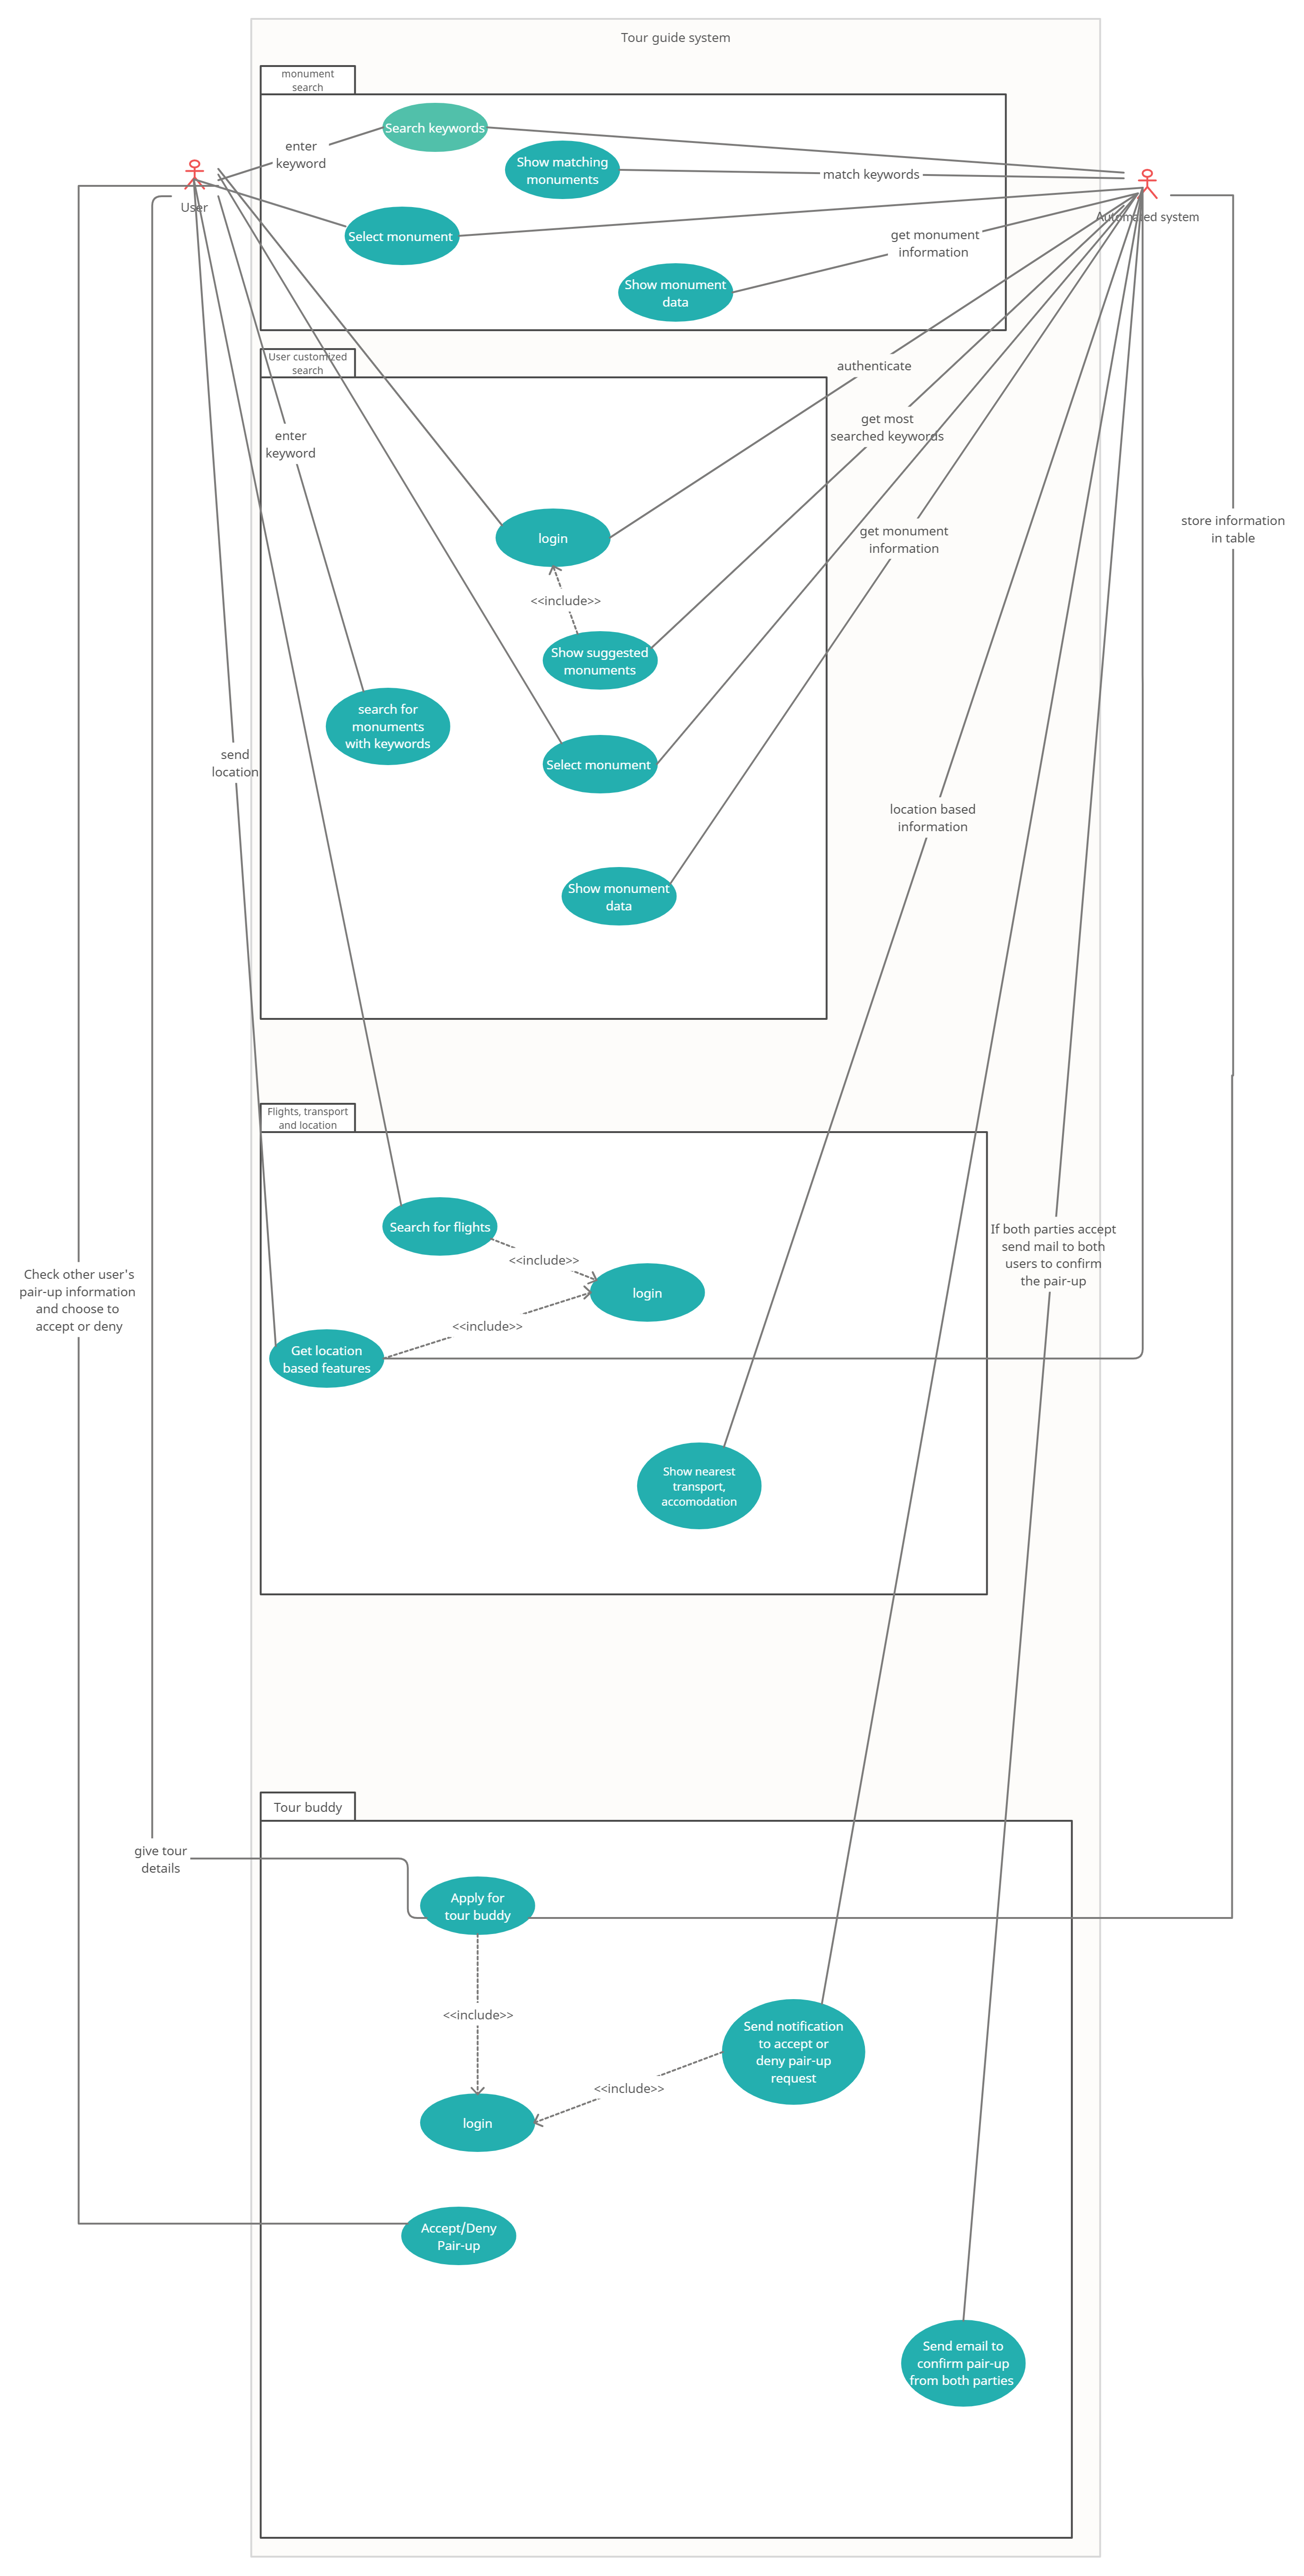 Tour guide system
monument
search
Search keywords
enter
keyword
Show matching
monuments
match keywords
User
Automated system
Select monument
get monument
information
Show monument
data
User customized
search
authenticate
get most
searched keywords
enter
keyword
login
get monument
information
store information
in table
<<include>>
Show suggested
monuments
search for
monuments
with keywords
send
location
Select monument
location based
information
Show monument
data
Flights, transport
and location
Search for flights
<<include>>
If both parties accept
send mail to both
users to confirm
the pair-up
Check other user's
pair-up information
and choose to
accept or deny
login
<<include>>
Get location
based features
Show nearest
transport,
accomodation
Tour buddy
give tour
details
Apply for
tour buddy
<<include>>
Send notification
to accept or
deny pair-up
request
<<include>>
login
Accept/Deny
Pair-up
Send email to
confirm pair-up
from both parties